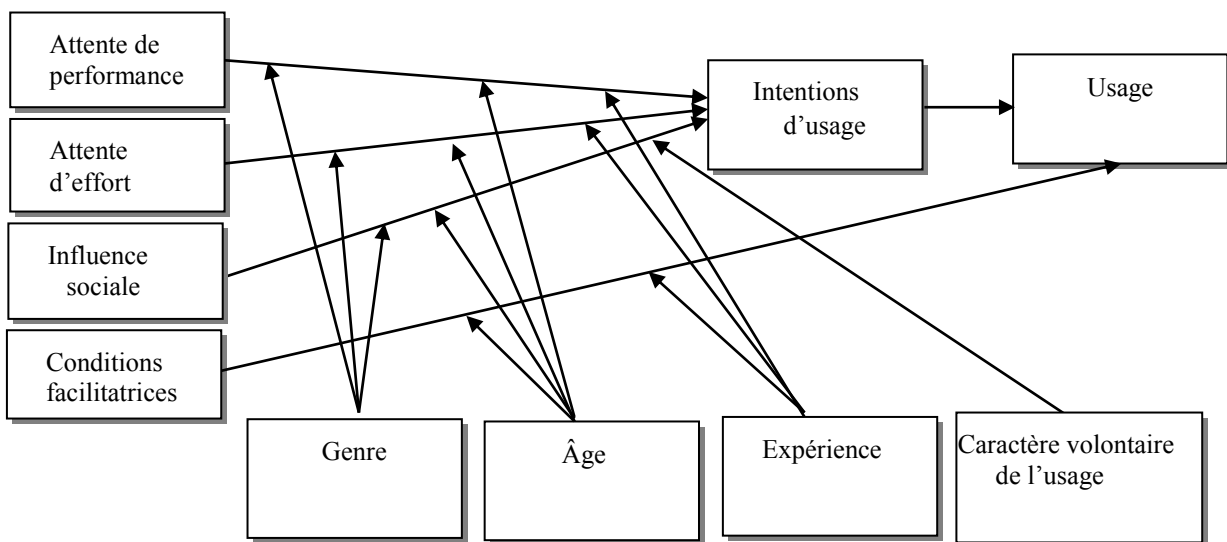 Attente de
performance
Intentions
d’usage
Usage
Attente
d’effort
Influence
sociale
Conditions
facilitatrices
Genre
Âge
Expérience
Caractère volontaire
de l’usage